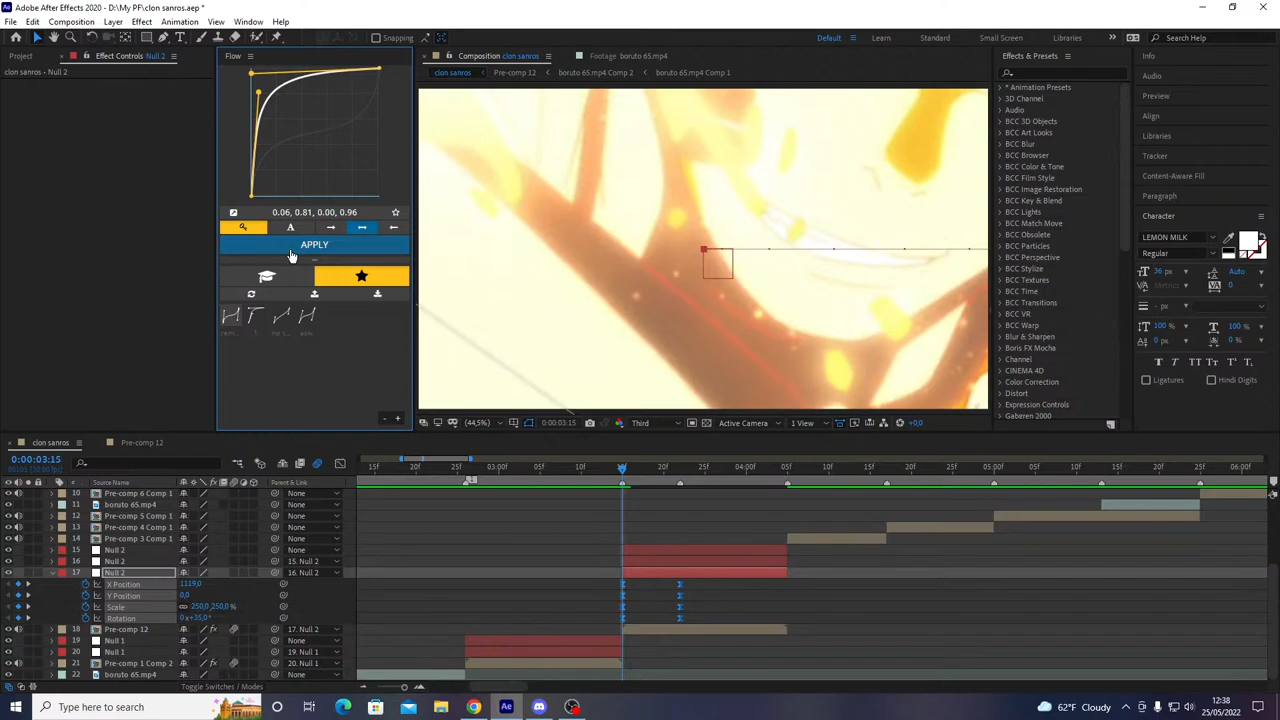 Adobe After Effects 2020 - D:\My PF\clon sanros.aep *
File Edit Composition Layer Effect Animation View Window Help
Snapping Default Learn Standard Small Screen Libraries Search Help
Project Effect Controls Null 2
clon sanros • Null 2
Flow
0.06, 0.81, 0.00, 0.96
APPLY
Composition clon sanros Footage boruto 65.mp4
clon sanros Pre-comp 12 boruto 65.mp4 Comp 2 boruto 65.mp4 Comp 1
(44,5%) 0:00:03:15 Third Active Camera 1 View +0,0
Effects & Presets
* Animation Presets
3D Channel
Audio
BCC 3D Objects
BCC Art Looks
BCC Blur
BCC Browser
BCC Color & Tone
BCC Film Style
BCC Image Restoration
BCC Key & Blend
BCC Lights
BCC Match Move
BCC Obsolete
BCC Particles
BCC Perspective
BCC Stylize
BCC Textures
BCC Time
BCC Transitions
BCC VR
BCC Warp
Blur & Sharpen
Boris FX Mocha
Channel
CINEMA 4D
Color Correction
Distort
Expression Controls
Gabøren 2000
Info
Audio
Preview
Align
Libraries
Tracker
Content-Aware Fill
Paragraph
Character
LEMON MILK
Regular
36 px Auto
Metrics 0
- px
100 % 100 %
0 px 0 %
Ligatures Hindi Digits
clon sanros Pre-comp 12
0:00:03:15
Source Name Parent & Link
15f 20f 25f 03:00f 05f 10f 20f 25f 04:00f 05f 10f 15f 20f 25f 05:00f 05f 10f 15f 20f 25f 06:00f
10 Pre-comp 6 Comp 1 None
11 boruto 65.mp4 None
12 Pre-comp 5 Comp 1 None
13 Pre-comp 4 Comp 1 None
14 Pre-comp 3 Comp 1 None
15 Null 2 None
16 Null 2 15. Null 2
17 Null 2 16. Null 2
X Position 1119,0
Y Position 0,0
Scale 250,0,250,0%
Rotation 0x+35,0°
18 Pre-comp 12 17. Null 2
19 Null 1 None
20 Null 1 19. Null 1
21 Pre-comp 1 Comp 2 20. Null 1
22 boruto 65.mp4 None
Toggle Switches / Modes
Type here to search
62°F Cloudy
12:38
25/05/2022